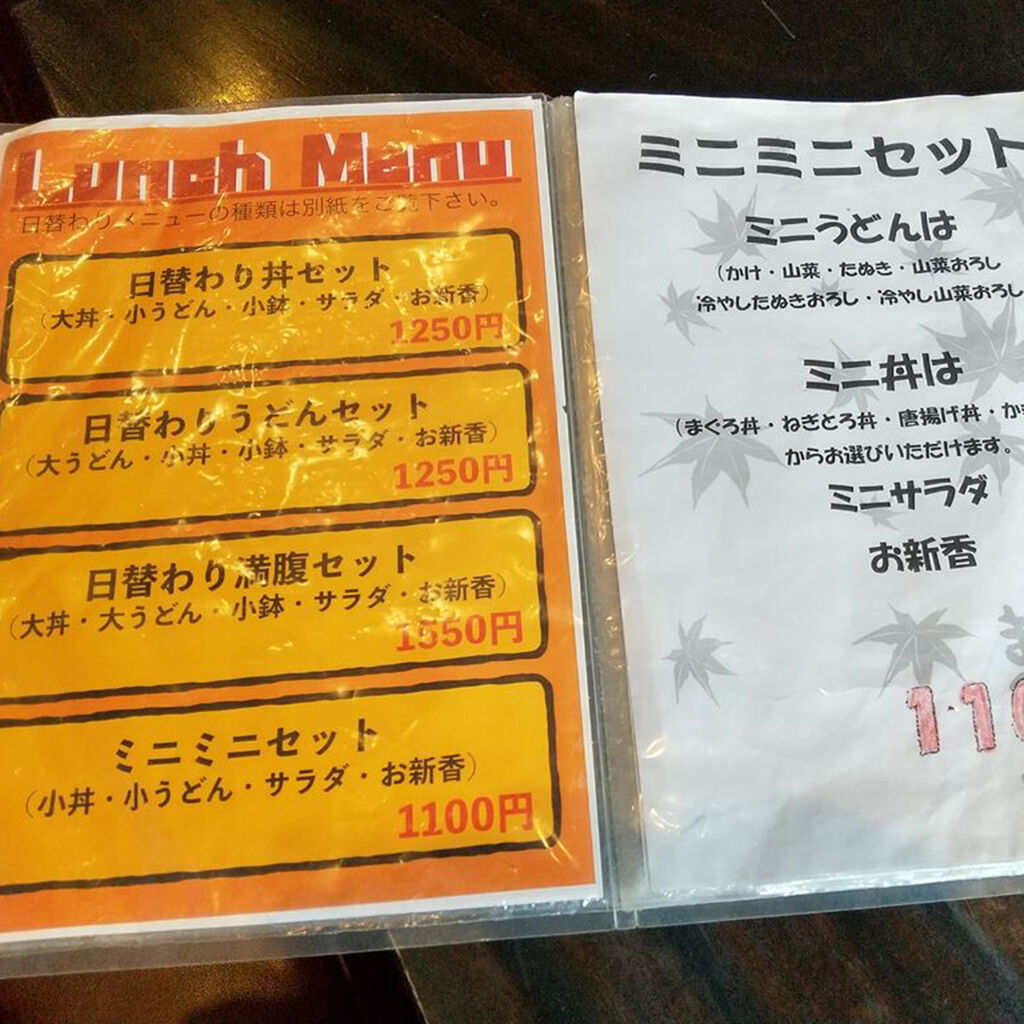 Lunch Menu
日替わりメニューの種類は別紙をご覧下さい。
日替わり丼セット
(大丼・小うどん・小鉢・サラダ・お新香)
1250円
日替わりうどんセット
(大うどん・小丼・小鉢・サラダ・お新香)
1250円
日替わり満腹セット
(大丼・大うどん・小鉢・サラダ・お新香)
1550円
ミニミニセット
(小丼・小うどん・サラダ・お新香)
1100円
ミニミニセット
ミニうどんは
(かけ・山菜・たぬき・山菜おろし
冷やしたぬきおろし・冷やし山菜おろし
ミニ丼は
(まぐろ丼・ねぎとろ丼・唐揚げ丼・か
からお選びいただけます。
ミニサラダ
お新香
110